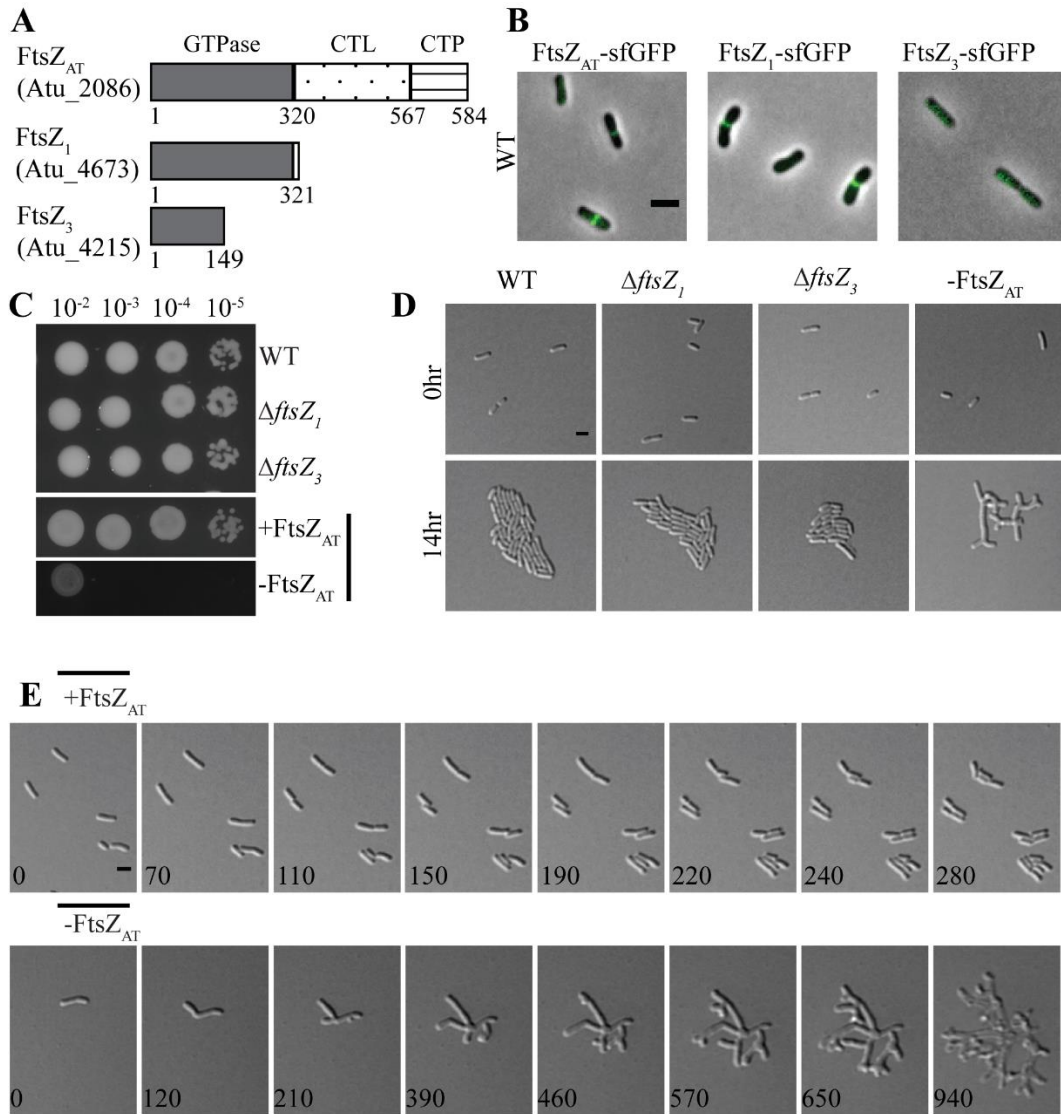 A
GTPase CTL CTP
FtsZAT
(Atu_2086)
1 320 567 584
FtsZ1
(Atu_4673)
1 321
FtsZ3
(Atu_4215)
1 149
B
FtsZAT-sfGFP FtsZ1-sfGFP FtsZ3-sfGFP
WT
C 10-2 10-3 10-4 10-5
WT
ΔftsZ1
ΔftsZ3
+FtsZAT
-FtsZAT
D
WT ΔftsZ1 ΔftsZ3 -FtsZAT
0hr
14hr
E
+FtsZAT
0 70 110 150 190 220 240 280
-FtsZAT
0 120 210 390 460 570 650 940